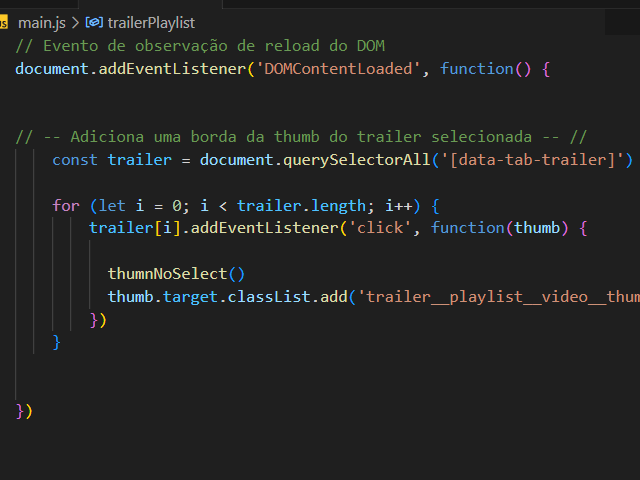 main.js > trailerPlaylist
// Evento de observação de reload do DOM
document.addEventListener('DOMContentLoaded', function() {
// -- Adiciona uma borda da thumb do trailer selecionada -- //
const trailer = document.querySelectorAll('[data-tab-trailer]')
for (let i = 0; i < trailer.length; i++) {
trailer[i].addEventListener('click', function(thumb) {
thumnNoSelect()
thumb.target.classList.add('trailer__playlist__video__thum
})
}
})